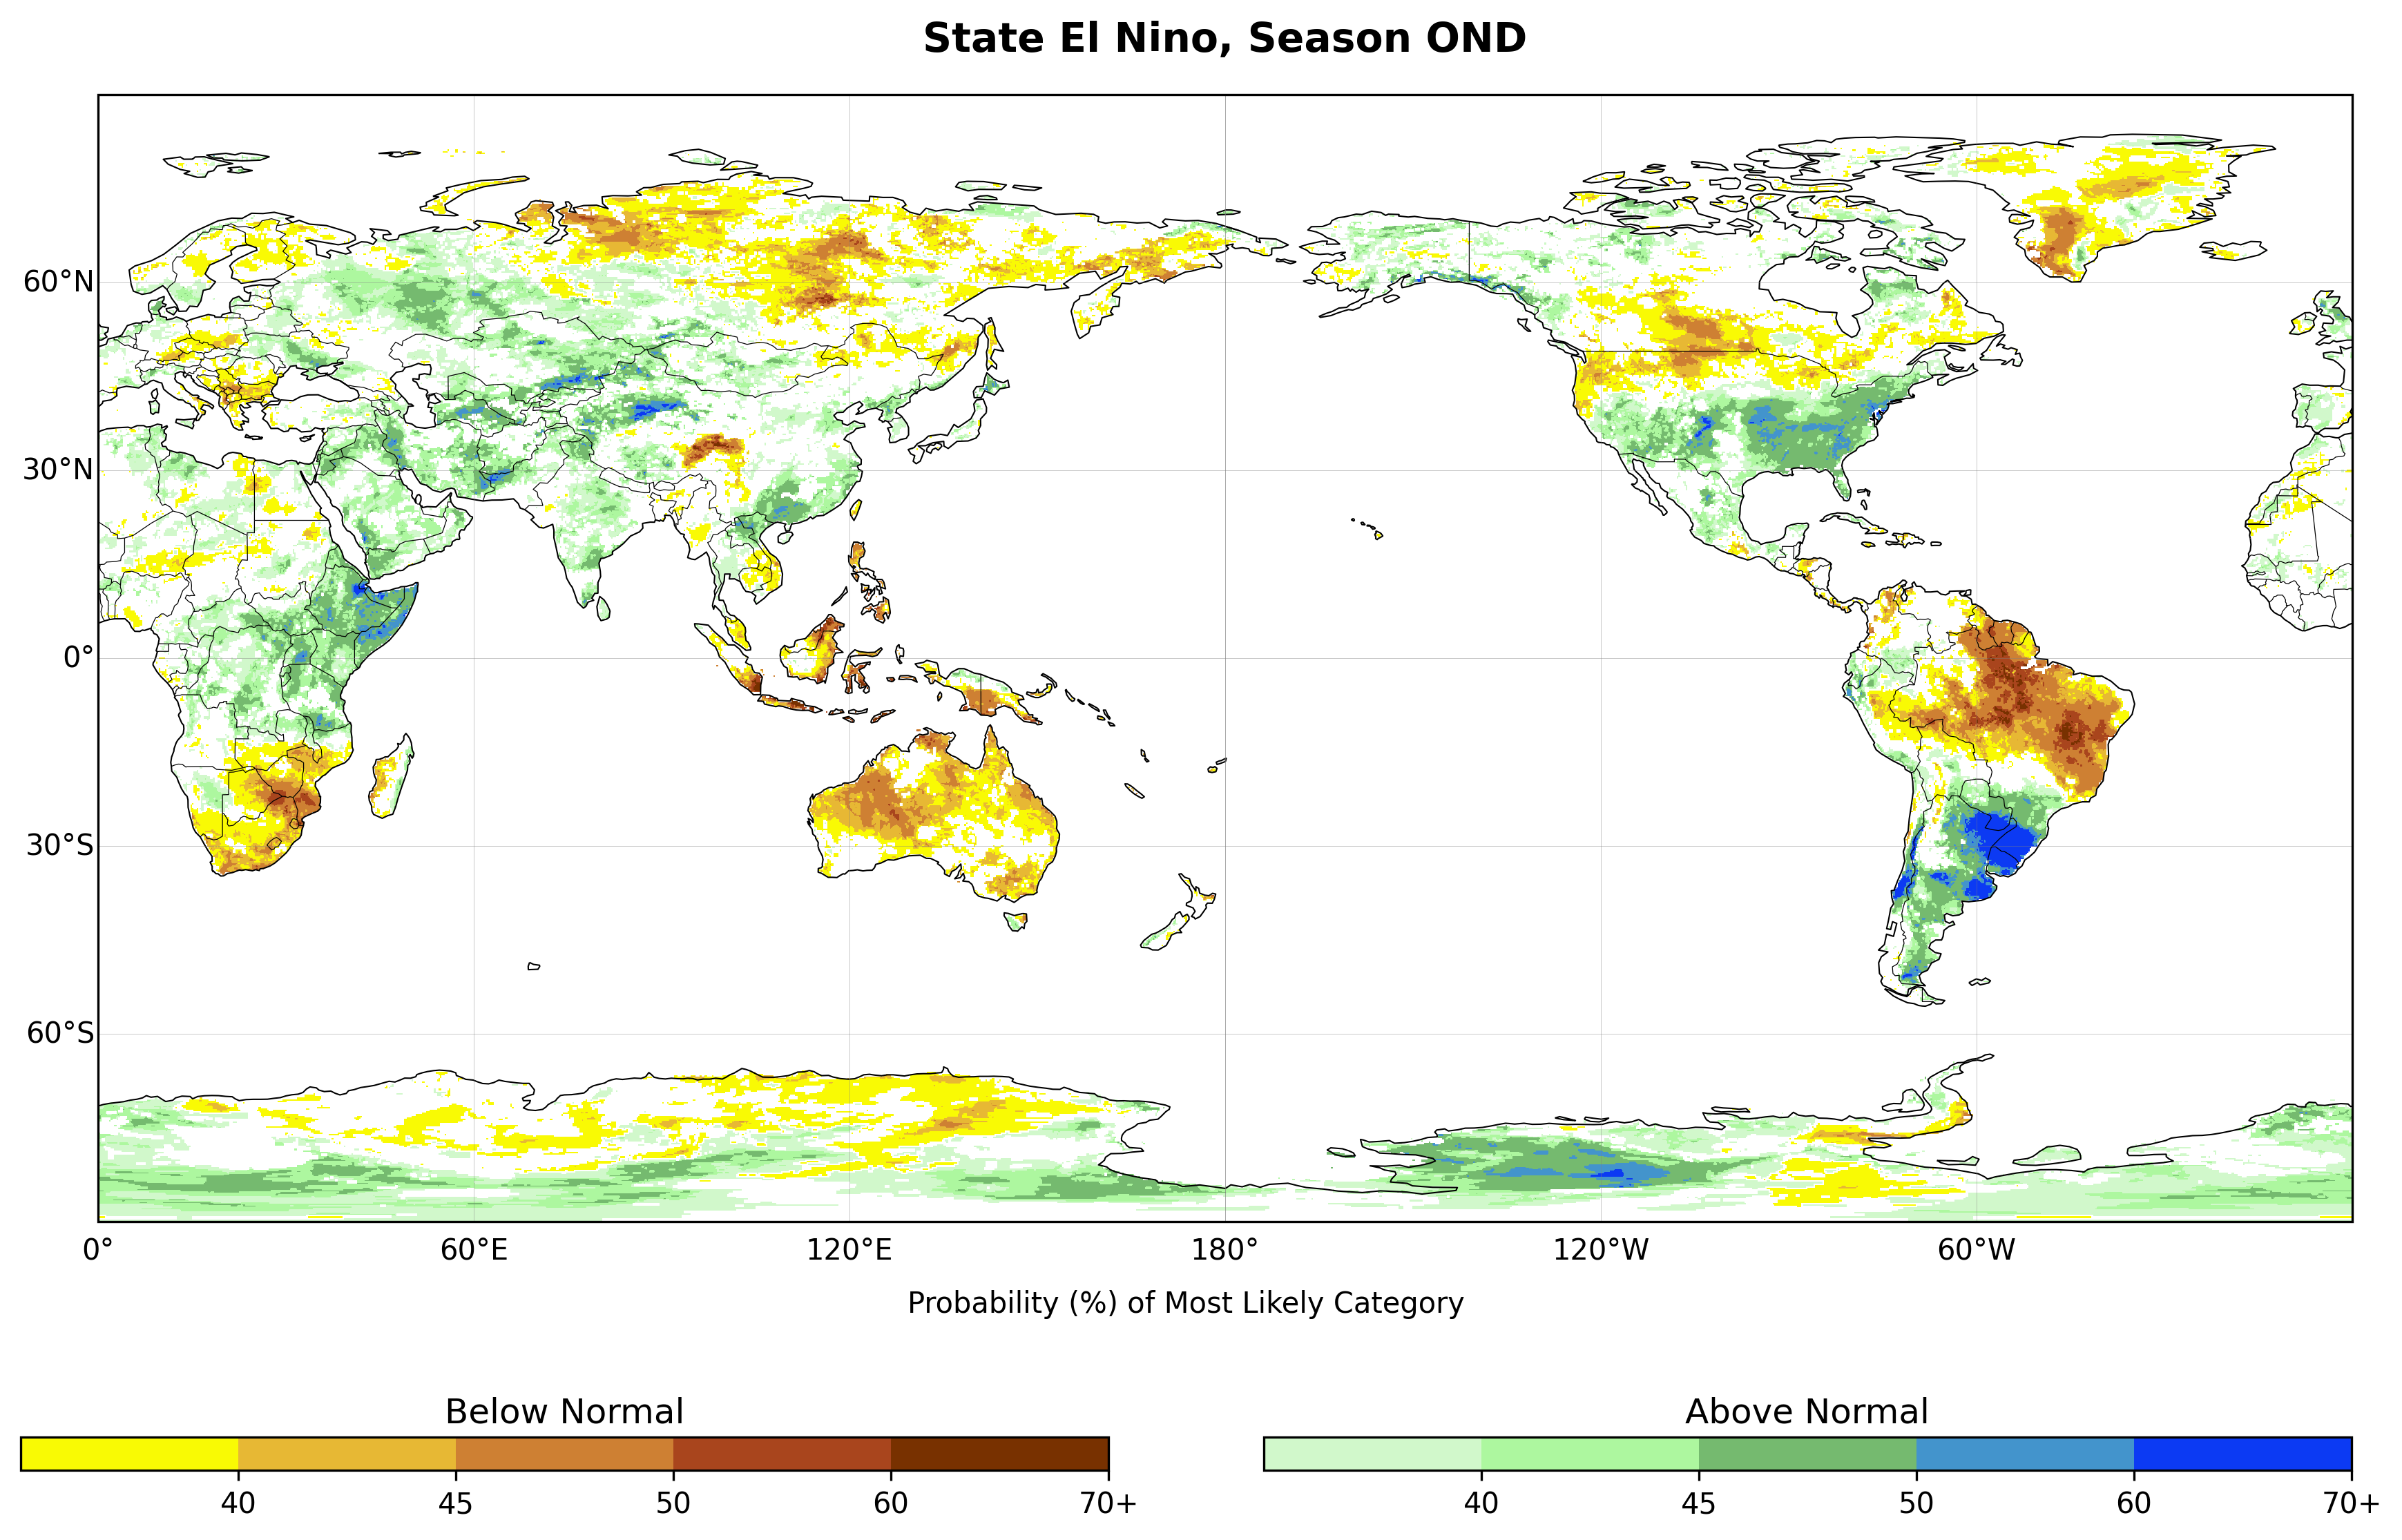 State El Nino, Season OND
60°N
30°N
0°
30°S
60°S
0° 60°E 120°E 180° 120°W 60°W
Probability (%) of Most Likely Category
Below Normal Above Normal
40 45 50 60 70+ 40 45 50 60 70+